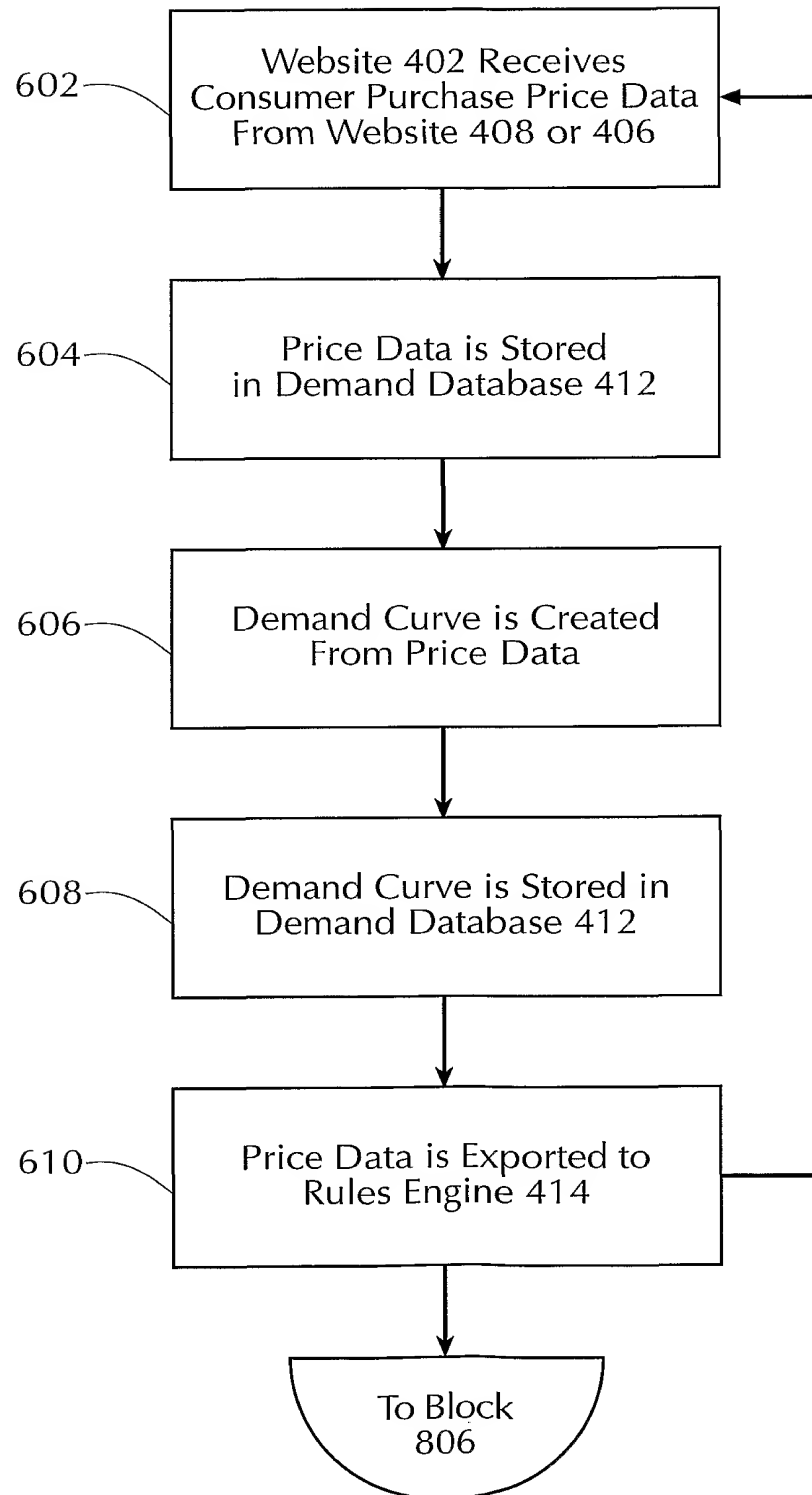 602
Website 402 Receives
Consumer Purchase Price Data
From Website 408 or 406
604
Price Data is Stored
in Demand Database 412
606
Demand Curve is Created
From Price Data
608
Demand Curve is Stored in
Demand Database 412
610
Price Data is Exported to
Rules Engine 414
To Block
806